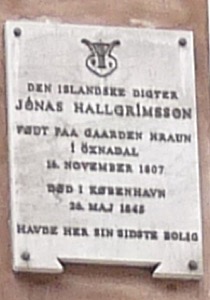 DEN ISLANDSKE DIGTER
JÓNAS HALLGRÍMSSON
FØDT PAA GAARDEN HRAUN
I ÖXNADAL
16. NOVEMBER 1807
DØD I KØBENHAVN
26. MAJ 1845
HAVDE HER SIN SIDSTE BOLIG